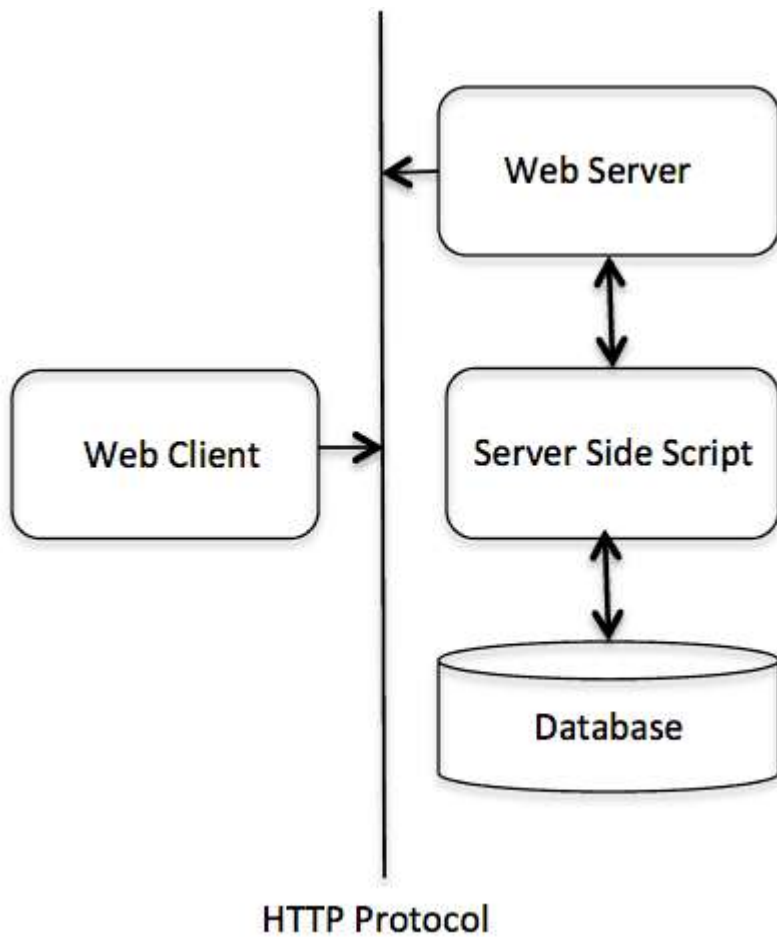 Web Server
Web Client
Server Side Script
Database
HTTP Protocol